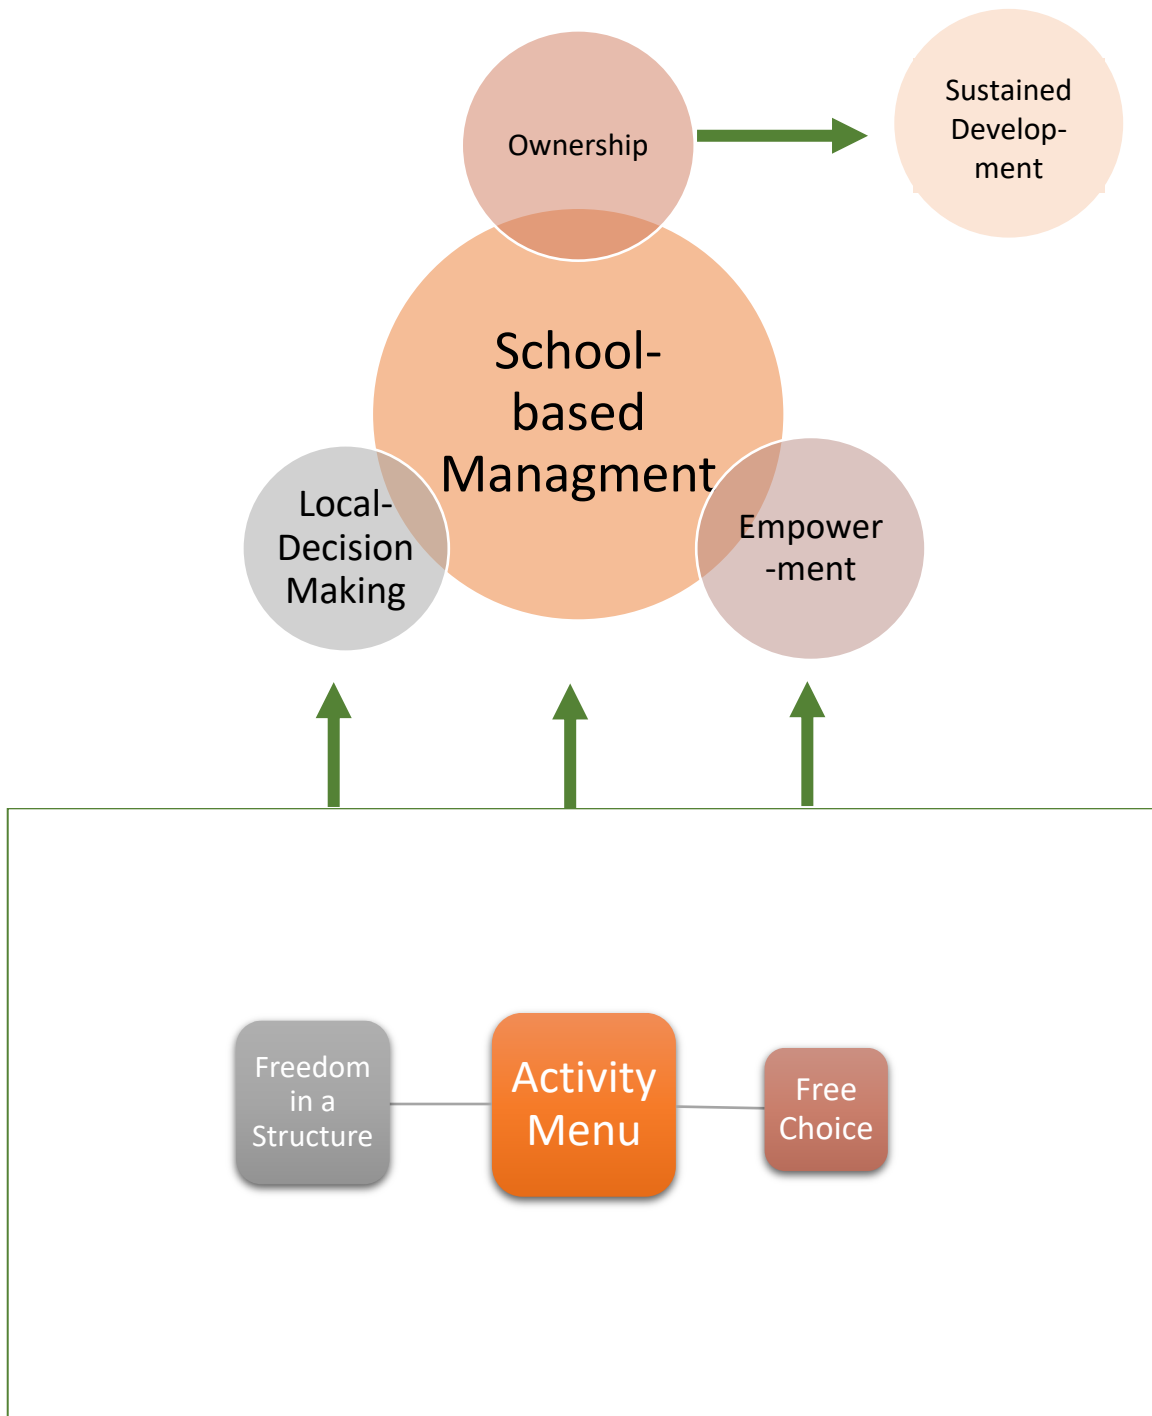 Ownership
Sustained
Develop-
ment
School-
based
Managment
Local-
Decision
Making
Empower
-ment
Freedom
in a
Structure
Activity
Menu
Free
Choice